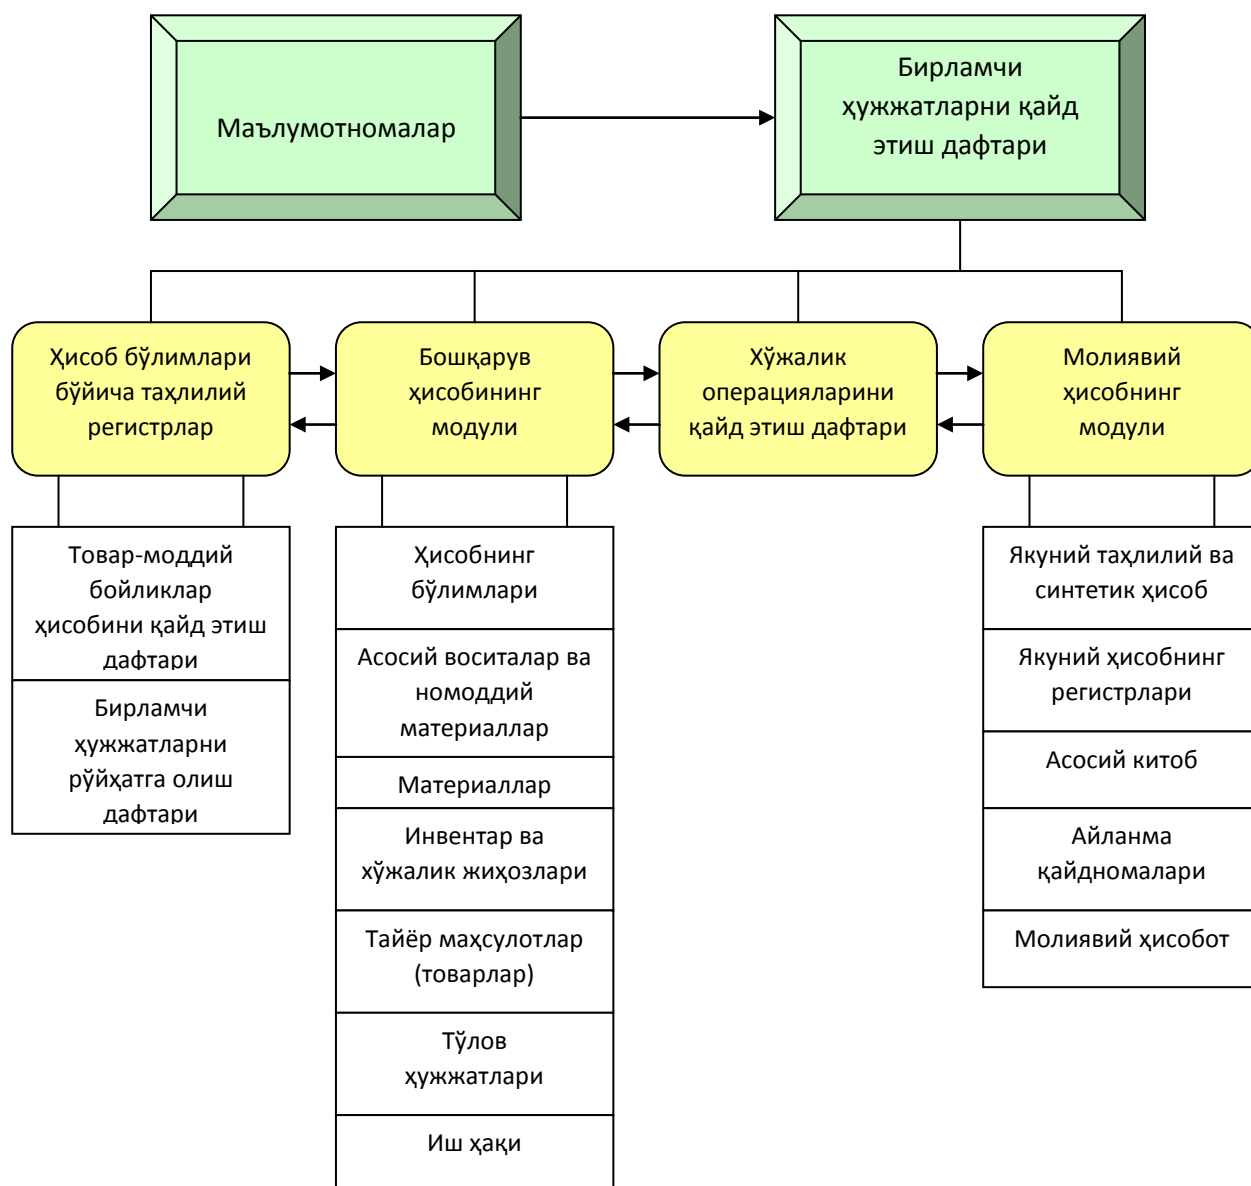 Маълумотномалар
Бирламчи
ҳужжатларни қайд
этиш дафтари
Ҳисоб бўлимлари
бўйича таҳлилий
регистрлар
Бошқарув
ҳисобининг
модули
Хўжалик
операцияларини
қайд этиш дафтари
Молиявий
ҳисобнинг
модули
Товар-моддий
бойликлар
ҳисобини қайд этиш
дафтари
Бирламчи
ҳужжатларни
рўйҳатга олиш
дафтари
Ҳисобнинг
бўлимлари
Асосий воситалар ва
номоддий
материаллар
Материаллар
Инвентар ва
хўжалик жиҳозлари
Тайёр маҳсулотлар
(товарлар)
Тўлов
ҳужжатлари
Иш ҳақи
Якуний таҳлилий ва
синтетик ҳисоб
Якуний ҳисобнинг
регистрлари
Асосий китоб
Айланма
қайдномалари
Молиявий ҳисобот